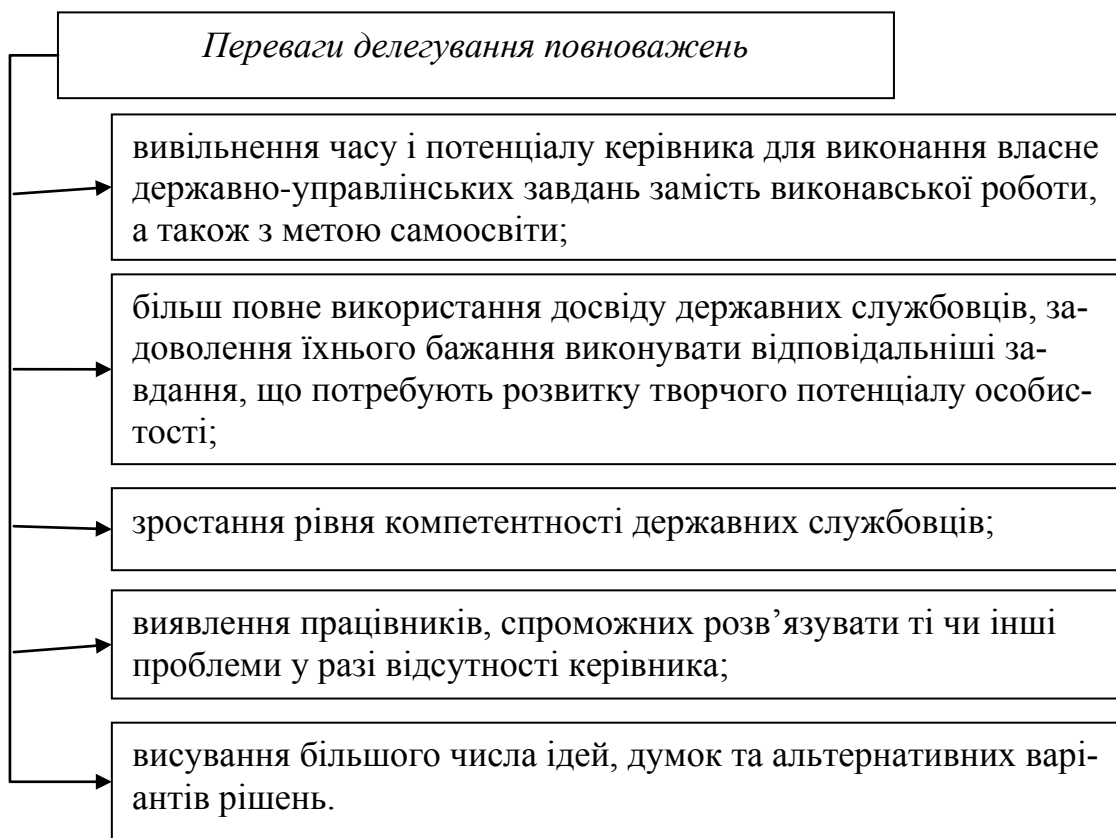 Переваги делегування повноважень
вивільнення часу і потенціалу керівника для виконання власне
державно-управлінських завдань замість виконавської роботи,
а також з метою самоосвіти;
більш повне використання досвіду державних службовців, за-
доволення їхнього бажання виконувати відповідальніші за-
вдання, що потребують розвитку творчого потенціалу особис-
тості;
зростання рівня компетентності державних службовців;
виявлення працівників, спроможних розв’язувати ті чи інші
проблеми у разі відсутності керівника;
висування більшого числа ідей, думок та альтернативних варі-
антів рішень.